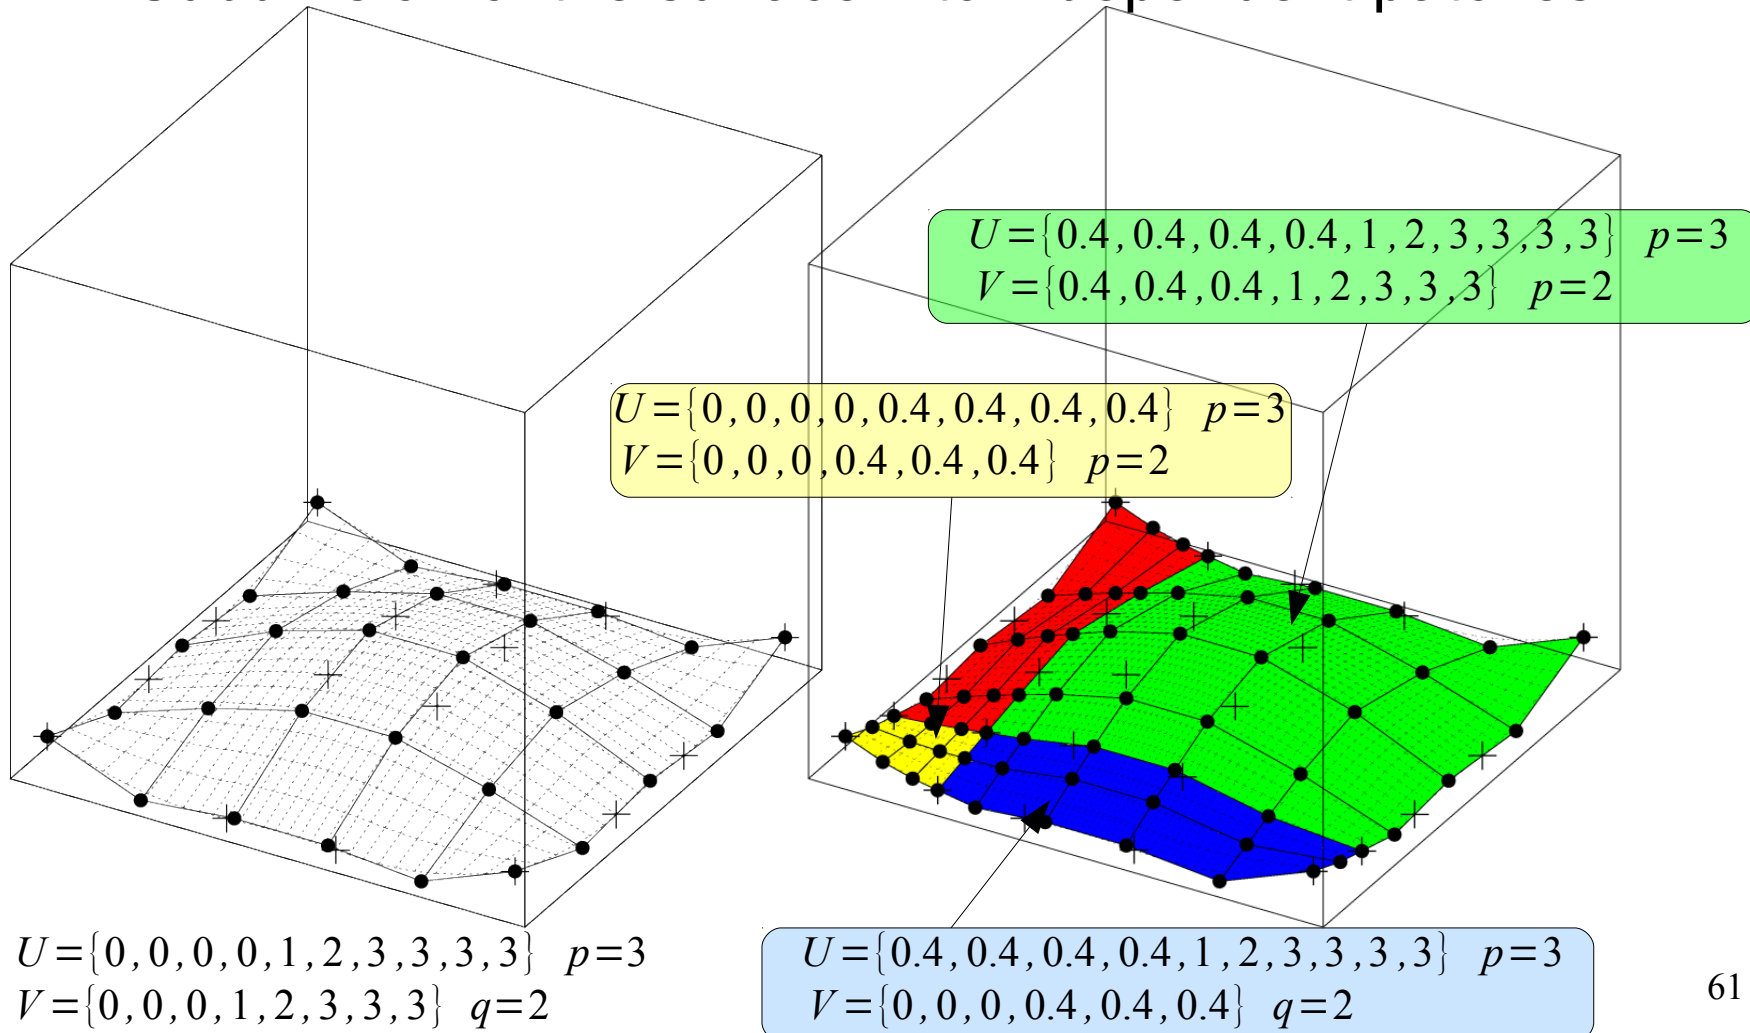 U={0.4,0.4,0.4,0.4,1,2,3,3,3,3} p=3
V={0.4,0.4,0.4,1,2,3,3,3} p=2
U={0,0,0,0,0.4,0.4,0.4,0.4} p=3
V={0,0,0,0.4,0.4,0.4} p=2
U={0,0,0,0,1,2,3,3,3,3} p=3
V={0,0,0,1,2,3,3,3} q=2
U={0.4,0.4,0.4,0.4,1,2,3,3,3,3} p=3
V={0,0,0,0.4,0.4,0.4} q=2
61